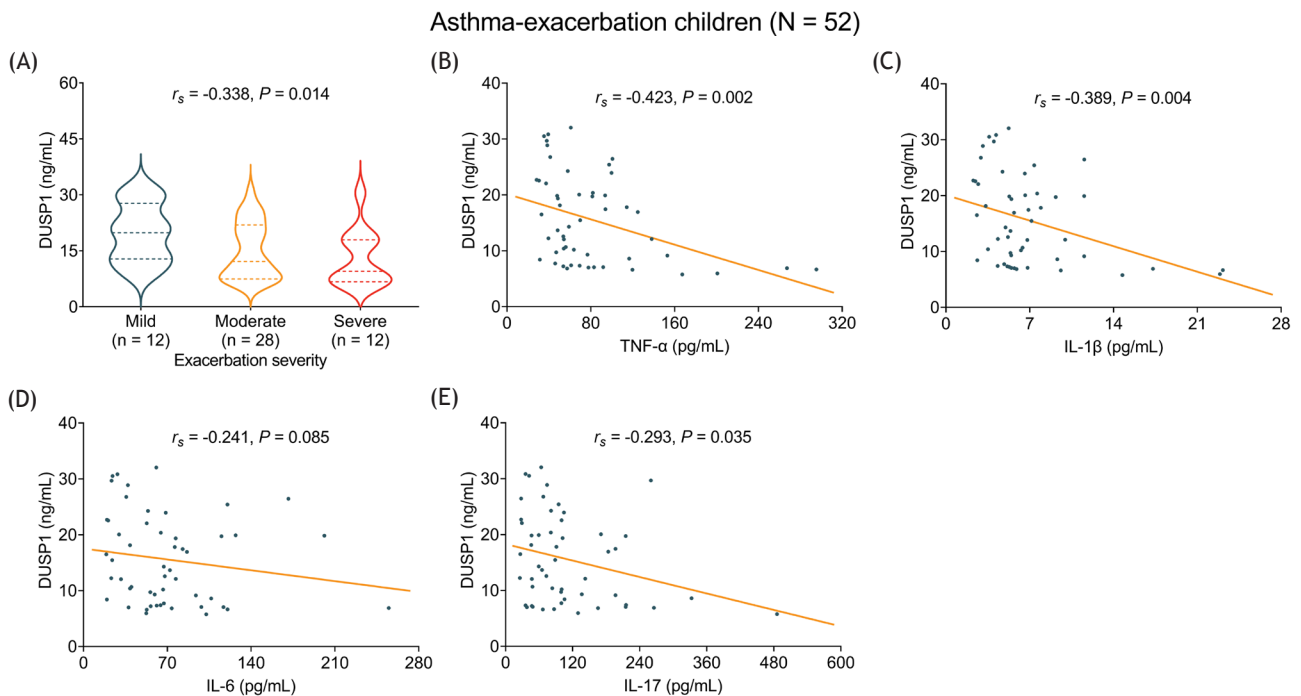 Asthma-exacerbation children (N = 52)
(A)
DUSP1 (ng/mL)
60
45
30
15
0
rs = -0.338, P = 0.014
Mild
(n = 12)
Moderate
(n = 28)
Severe
(n = 12)
Exacerbation severity
(B)
DUSP1 (ng/mL)
40
30
20
10
0
rs = -0.423, P = 0.002
0 80 160 240 320
TNF-α (pg/mL)
(C)
DUSP1 (ng/mL)
40
30
20
10
0
rs = -0.389, P = 0.004
0 7 14 21 28
IL-1β (pg/mL)
(D)
DUSP1 (ng/mL)
40
30
20
10
0
rs = -0.241, P = 0.085
0 70 140 210 280
IL-6 (pg/mL)
(E)
DUSP1 (ng/mL)
40
30
20
10
0
rs = -0.293, P = 0.035
0 120 240 360 480 600
IL-17 (pg/mL)